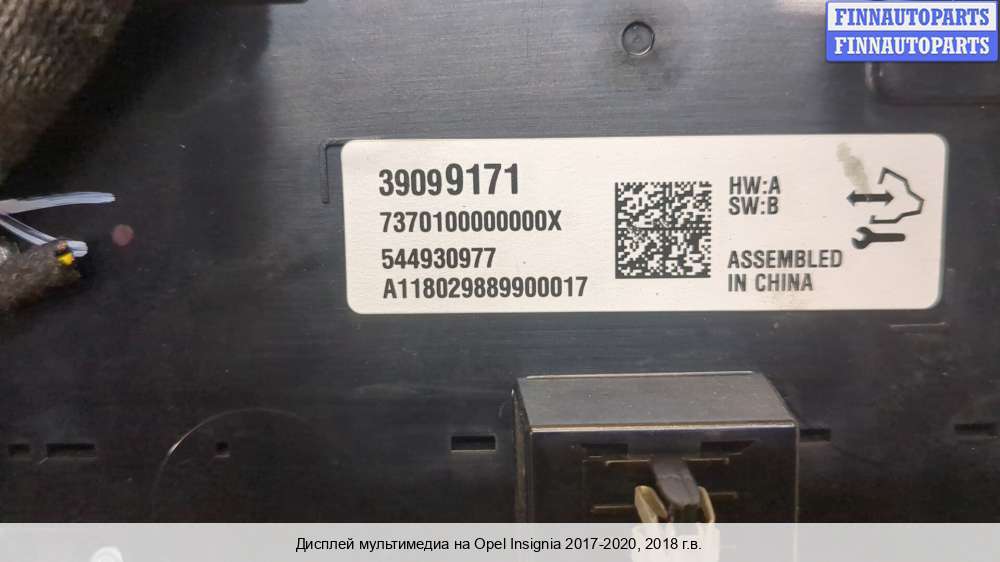 FINNAUTOPARTS
FINNAUTOPARTS
39099171
7370100000000X
544930977
A118029889900017
HW:A
SW:B
ASSEMBLED
IN CHINA
Дисплей мультимедиа на Opel Insignia 2017-2020, 2018 г.в.